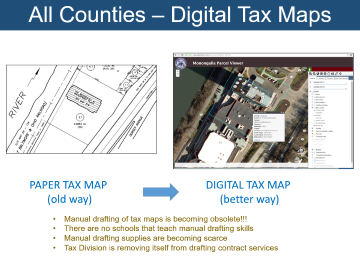 All Counties – Digital Tax Maps
RIVER
Monongalia Parcel Viewer
PAPER TAX MAP
(old way)
DIGITAL TAX MAP
(better way)
• Manual drafting of tax maps is becoming obsolete!!!
• There are no schools that teach manual drafting skills
• Manual drafting supplies are becoming scarce
• Tax Division is removing itself from drafting contract services